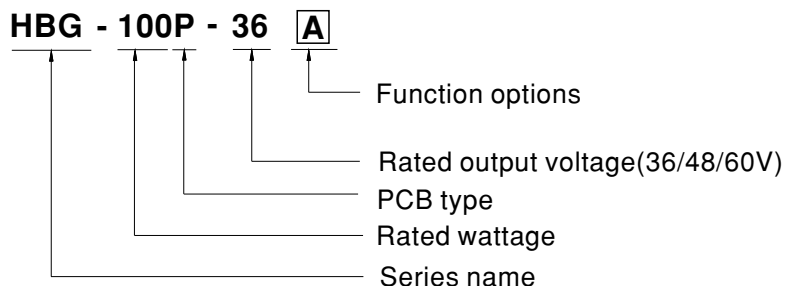 HBG - 100P - 36 A
Function options
Rated output voltage(36/48/60V)
PCB type
Rated wattage
Series name